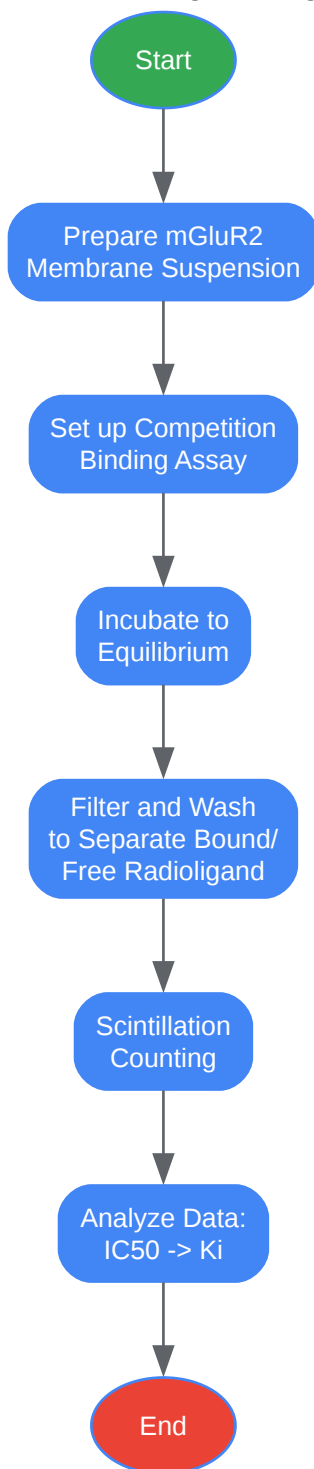 Start
Prepare mGluR2
Membrane Suspension
Set up Competition
Binding Assay
Incubate to
Equilibrium
Filter and Wash
to Separate Bound/
Free Radioligand
Scintillation
Counting
Analyze Data:
IC50 -> Ki
End